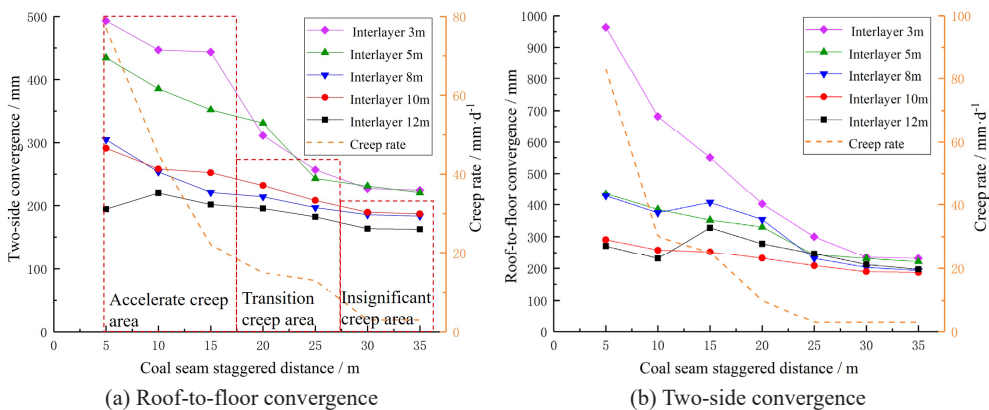 500
450
400
350
300
250
200
150
100
50
0
Two-side convergence / mm
5 10 15 20 25 30 35
Coal seam staggered distance / m
80
60
40
20
0
Creep rate / mm·d-1
Interlayer 3m
Interlayer 5m
Interlayer 8m
Interlayer 10m
Interlayer 12m
Creep rate
Accelerate creep
area
Transition
creep area
Insignificant
creep area
(a) Roof-to-floor convergence
1000
900
800
700
600
500
400
300
200
100
0
Roof-to-floor convergence / mm
5 10 15 20 25 30 35
Coal seam staggered distance / m
100
80
60
40
20
0
Creep rate / mm·d-1
Interlayer 3m
Interlayer 5m
Interlayer 8m
Interlayer 10m
Interlayer 12m
Creep rate
(b) Two-side convergence